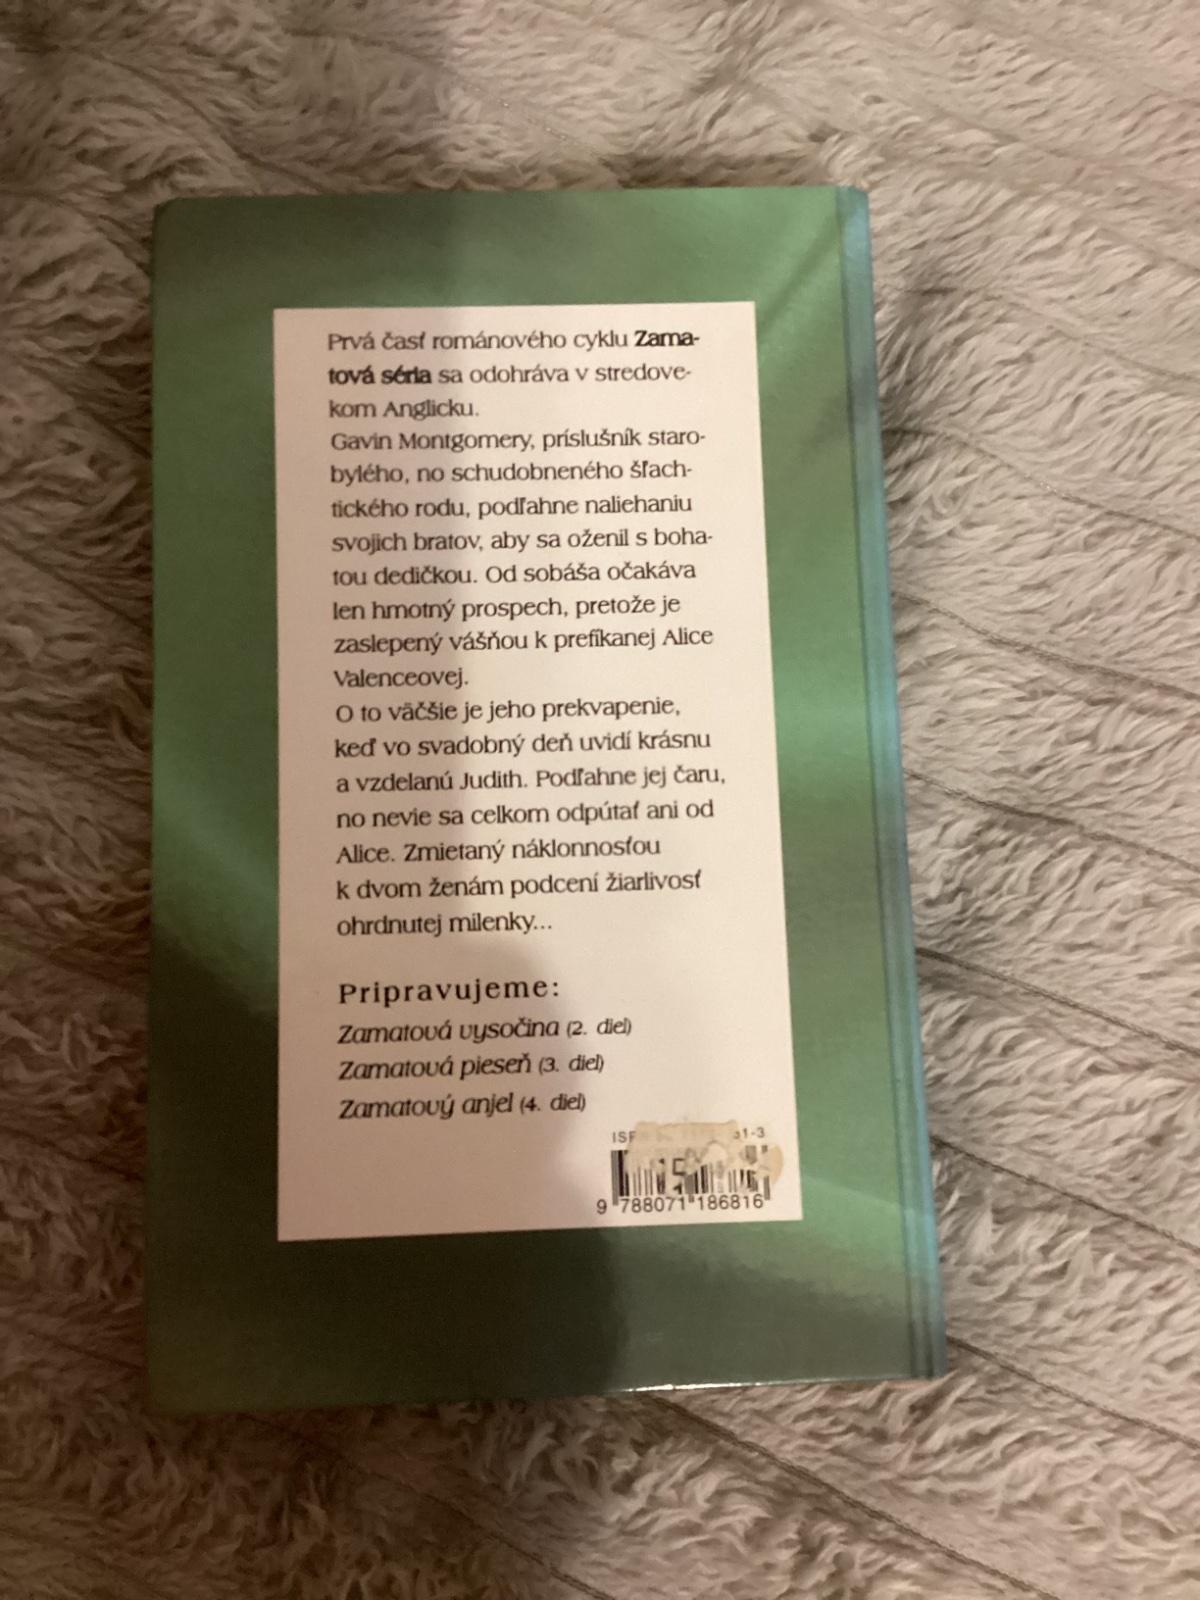 Prvá časť románového cyklu Zama-
tová séria sa odohráva v stredove-
kom Anglicku.
Gavin Montgomery, príslušník staro-
bylého, no schudobneného šľach-
tického rodu, podľahne naliehaniu
svojich bratov, aby sa oženil s boha-
tou dedičkou. Od sobáša očakáva
len hmotný prospech, pretože je
zaslepený vášňou k prefíkanej Alice
Valenceovej.
O to väčšie je jeho prekvapenie,
keď vo svadobný deň uvidí krásnu
a vzdelanú Judith. Podľahne jej čaru,
no nevie sa celkom odpútať ani od
Alice. Zmietaný náklonnosťou
k dvom ženám podcení žiarlivosť
ohrdnutej milenky...
Pripravujeme:
Zamatová vysočina (2. diel)
Zamatová pieseň (3. diel)
Zamatový anjel (4. diel)
9 788071 186816